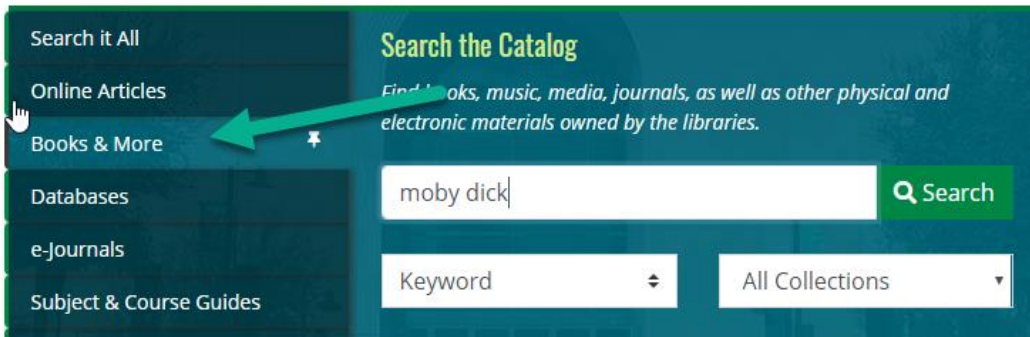 Search it All
Online Articles
Books & More
Databases
e-Journals
Subject & Course Guides
Search the Catalog
Find books, music, media, journals, as well as other physical and
electronic materials owned by the libraries.
moby dick
Search
Keyword
All Collections